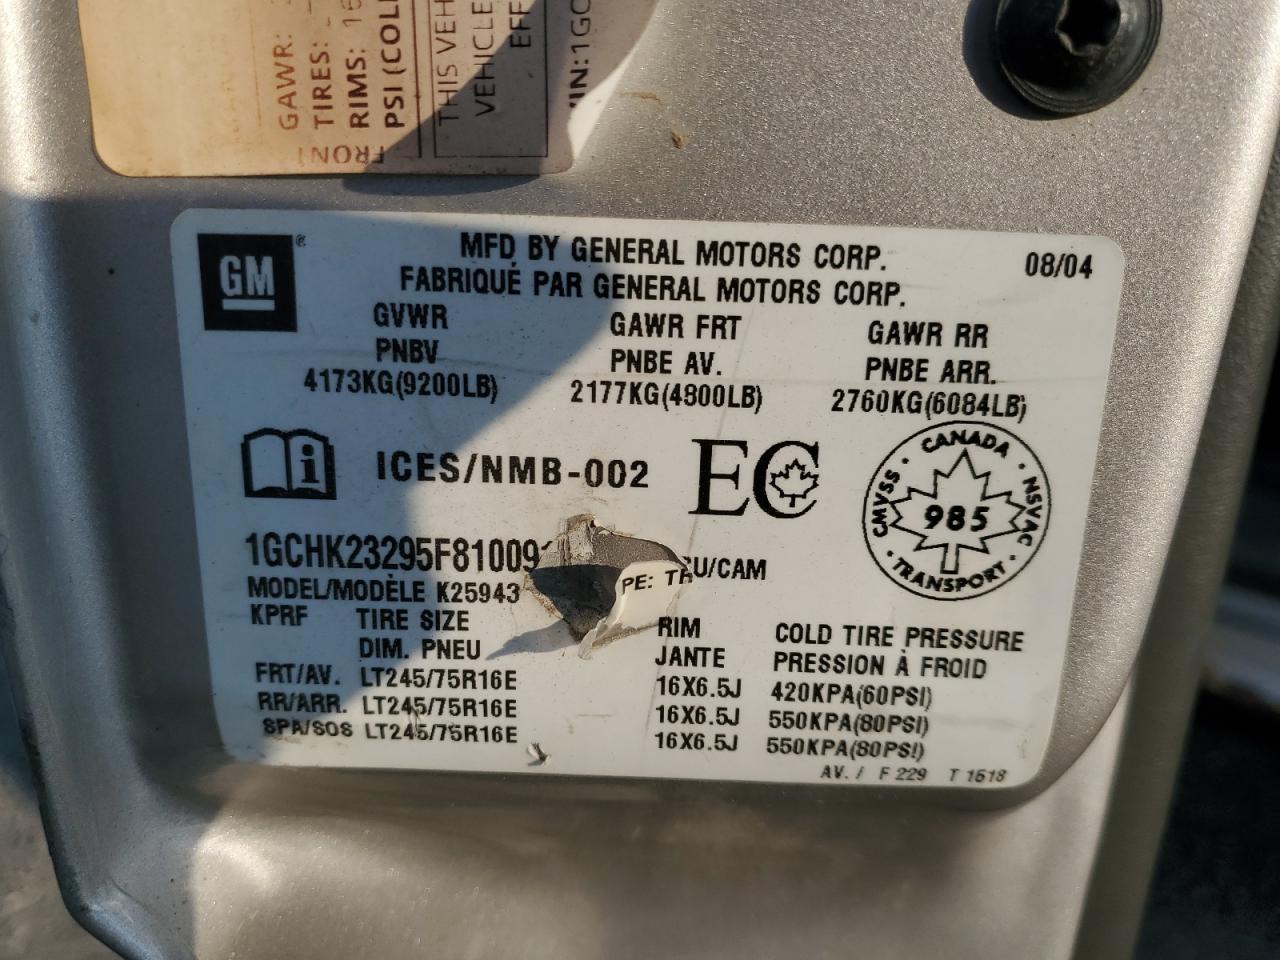 GAWR:
TIRES:
RIMS: 16
PSI (COL
FRONT
THIS VEH
VEHICLE
EFF
VIN:1GC
GM®
MFD BY GENERAL MOTORS CORP.
08/04
FABRIQUÉ PAR GENERAL MOTORS CORP.
GVWR GAWR FRT GAWR RR
PNBV PNBE AV. PNBE ARR.
4173KG(9200LB) 2177KG(4800LB) 2760KG(6084LB)
i ICES/NMB-002 EC
CANADA
CMVSS · 985 · NSVAC
TRANSPORT
1GCHK23295F81009 U/CAM
MODEL/MODÈLE K25943 PE: TR
KPRF TIRE SIZE RIM COLD TIRE PRESSURE
DIM. PNEU JANTE PRESSION À FROID
FRT/AV. LT245/75R16E 16X6.5J 420KPA(60PSI)
RR/ARR. LT245/75R16E 16X6.5J 550KPA(80PSI)
SPA/SOS LT245/75R16E 16X6.5J 550KPA(80PSI)
AV. / F 229 T 1618